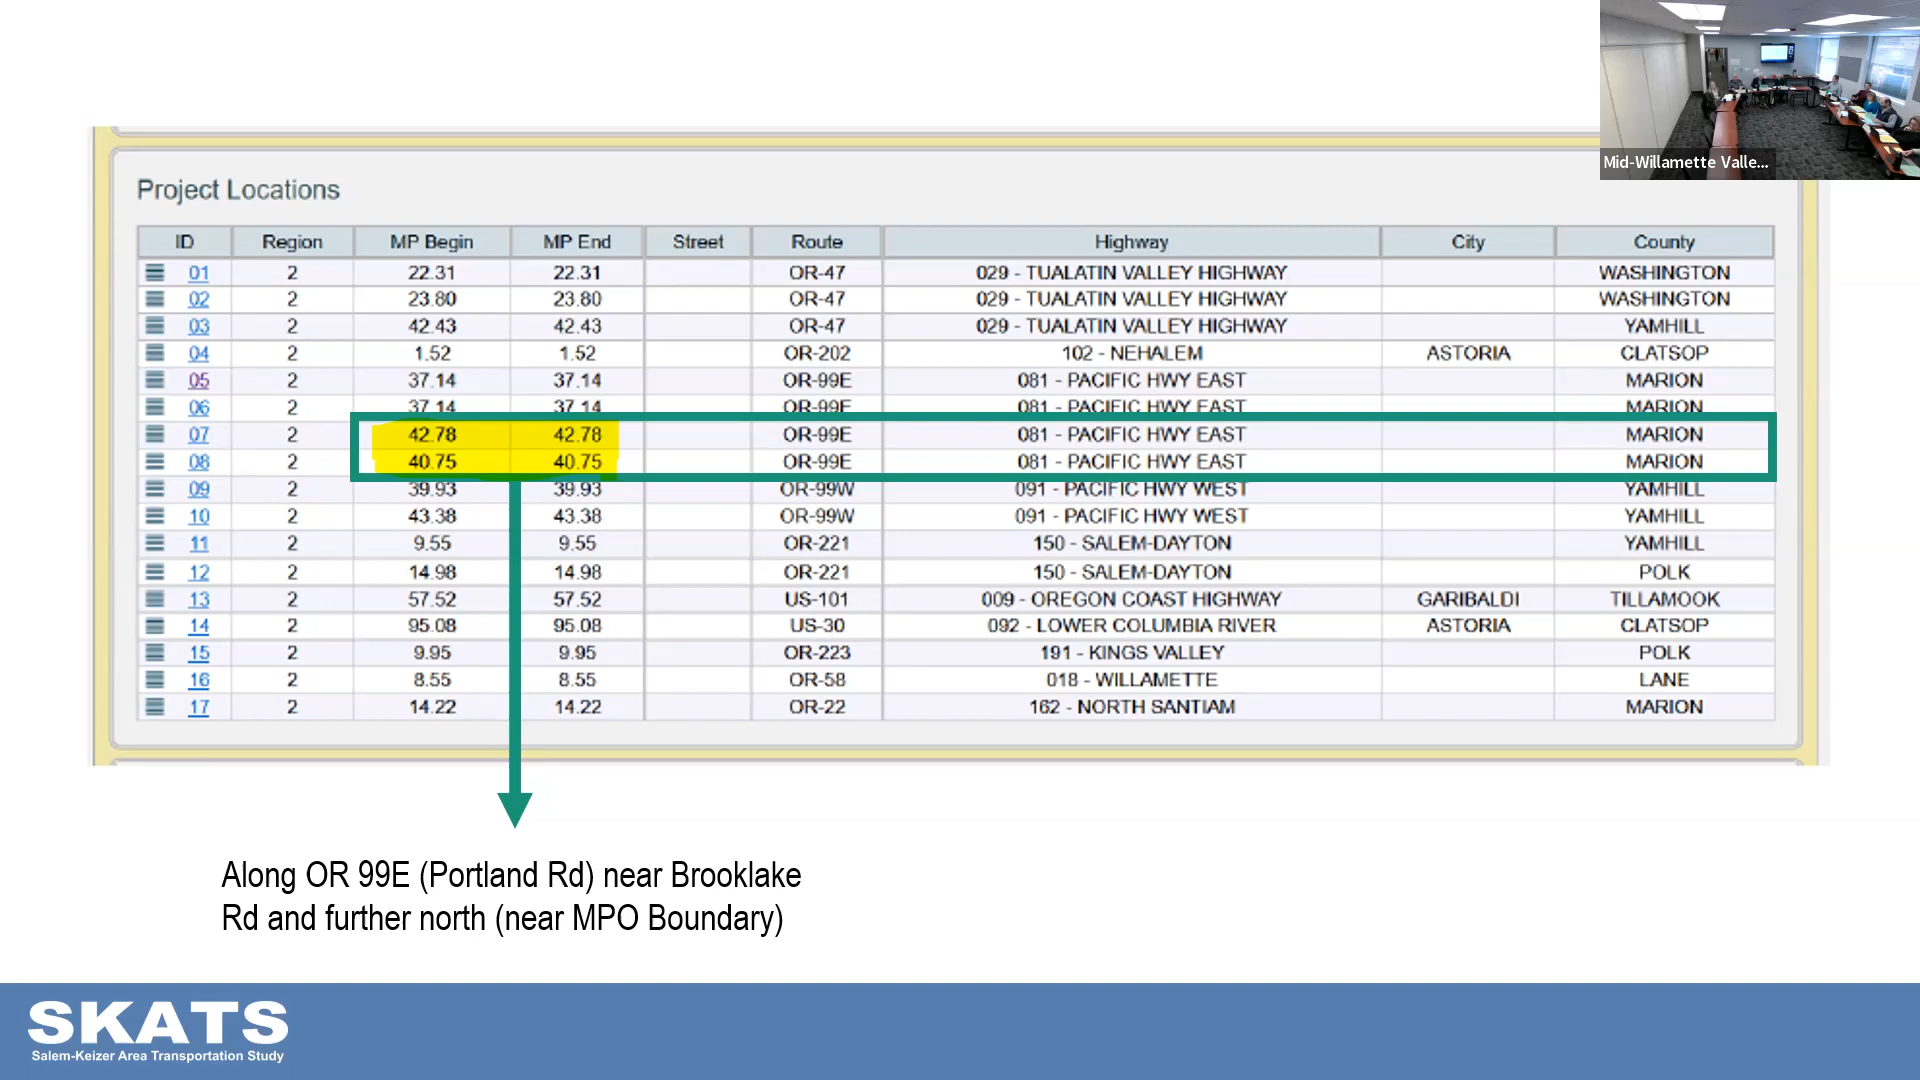 Mid-Willamette Valle...
Project Locations
ID Region MP Begin MP End Street Route Highway City County
01 2 22.31 22.31 OR-47 029 - TUALATIN VALLEY HIGHWAY WASHINGTON
02 2 23.80 23.80 OR-47 029 - TUALATIN VALLEY HIGHWAY WASHINGTON
03 2 42.43 42.43 OR-47 029 - TUALATIN VALLEY HIGHWAY YAMHILL
04 2 1.52 1.52 OR-202 102 - NEHALEM ASTORIA CLATSOP
05 2 37.14 37.14 OR-99E 081 - PACIFIC HWY EAST MARION
06 2 37.14 37.14 OR-99E 081 - PACIFIC HWY EAST MARION
07 2 42.78 42.78 OR-99E 081 - PACIFIC HWY EAST MARION
08 2 40.75 40.75 OR-99E 081 - PACIFIC HWY EAST MARION
09 2 39.93 39.93 OR-99W 091 - PACIFIC HWY WEST YAMHILL
10 2 43.38 43.38 OR-99W 091 - PACIFIC HWY WEST YAMHILL
11 2 9.55 9.55 OR-221 150 - SALEM-DAYTON YAMHILL
12 2 14.98 14.98 OR-221 150 - SALEM-DAYTON POLK
13 2 57.52 57.52 US-101 009 - OREGON COAST HIGHWAY GARIBALDI TILLAMOOK
14 2 95.08 95.08 US-30 092 - LOWER COLUMBIA RIVER ASTORIA CLATSOP
15 2 9.95 9.95 OR-223 191 - KINGS VALLEY POLK
16 2 8.55 8.55 OR-58 018 - WILLAMETTE LANE
17 2 14.22 14.22 OR-22 162 - NORTH SANTIAM MARION
Along OR 99E (Portland Rd) near Brooklake
Rd and further north (near MPO Boundary)
SKATS
Salem-Keizer Area Transportation Study